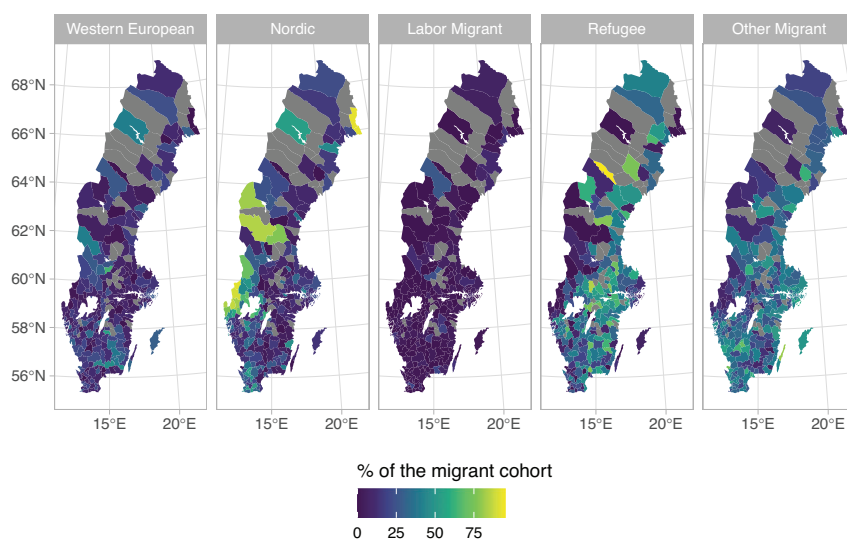 Western European Nordic Labor Migrant Refugee Other Migrant
68°N
66°N
64°N
62°N
60°N
58°N
56°N
15°E 20°E 15°E 20°E 15°E 20°E 15°E 20°E 15°E 20°E
% of the migrant cohort
0 25 50 75